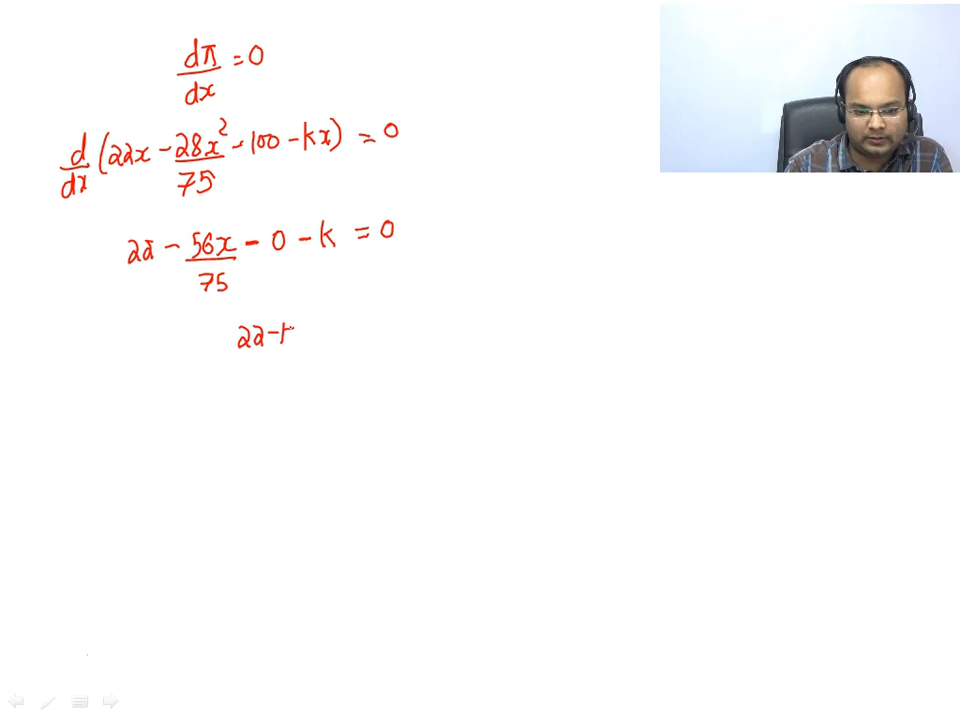 dπ/dx = 0
d/dx (22x - 28x²/75 - 100 - kx) = 0
22 - 56x/75 - 0 - k = 0
22-